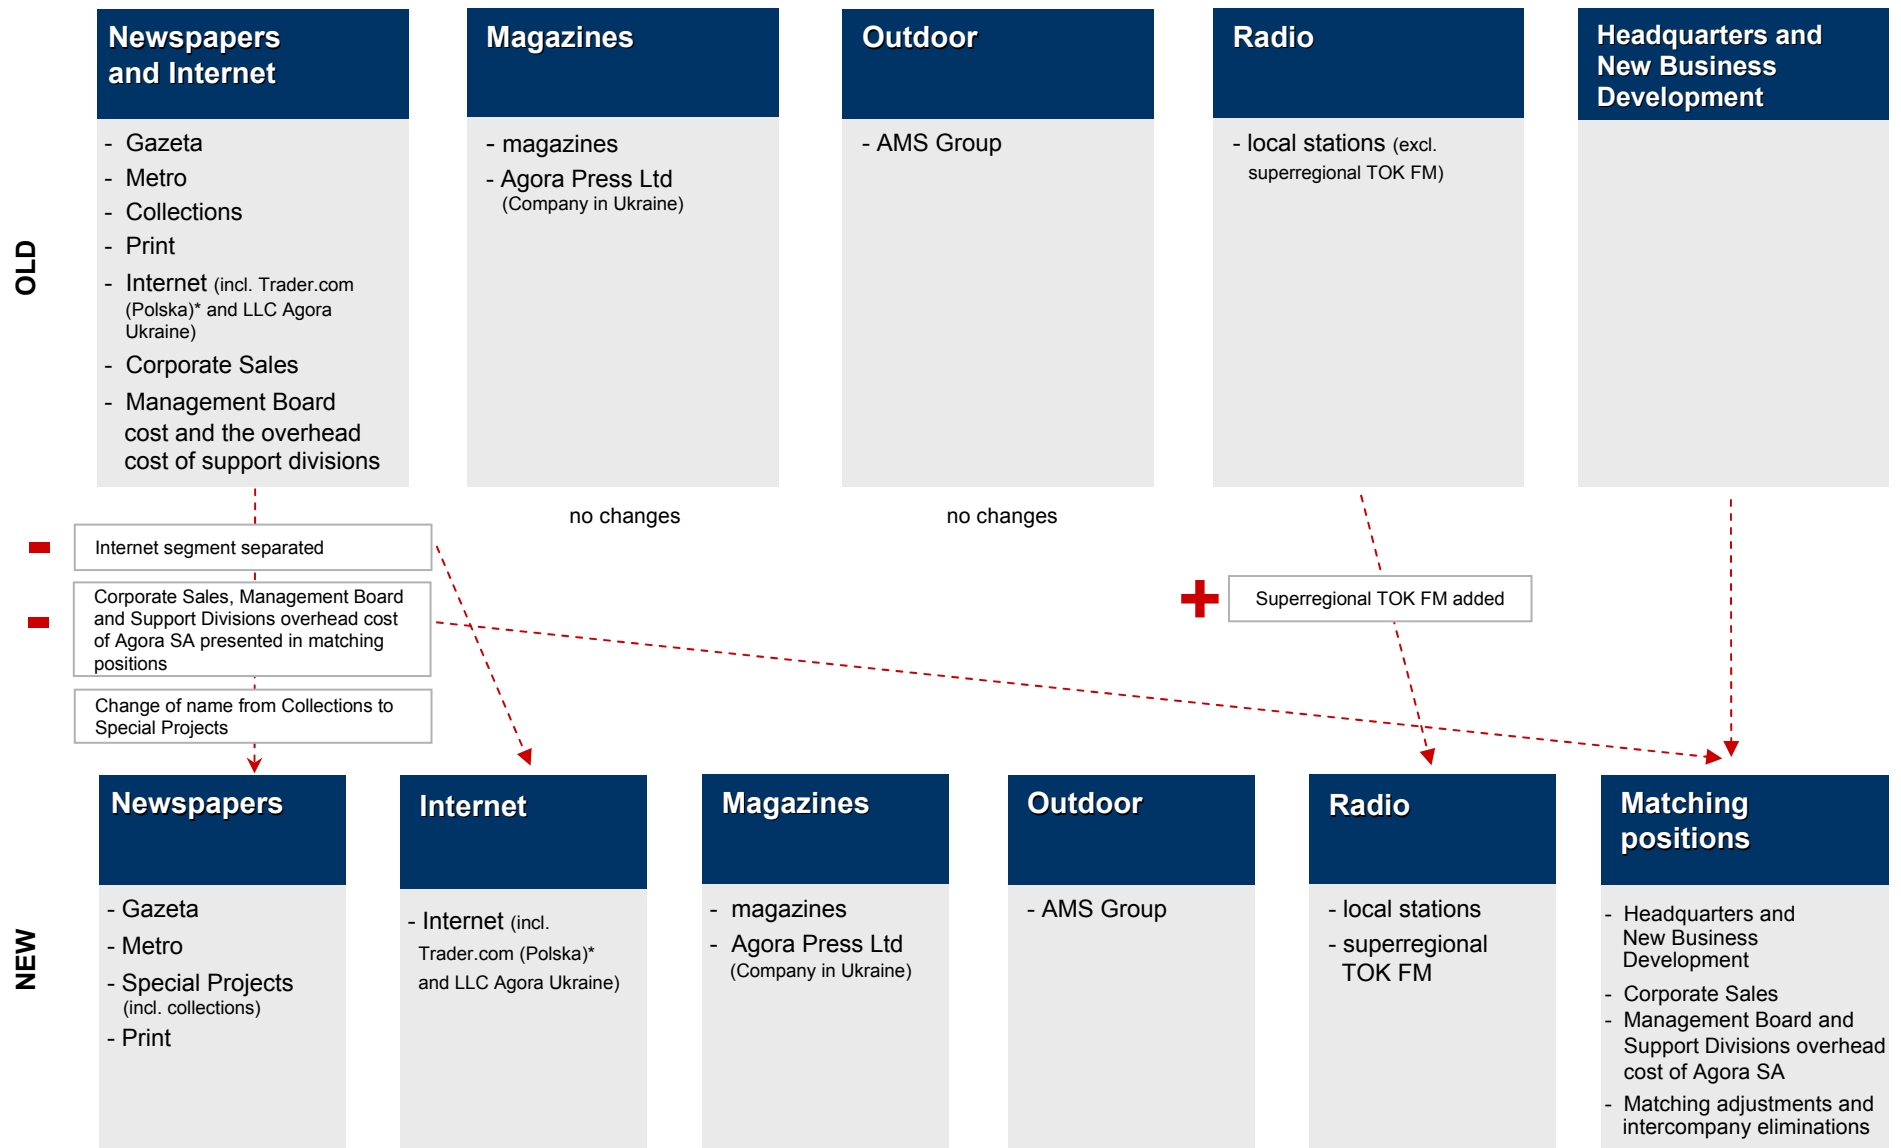 OLD
Newspapers
and Internet
- Gazeta
- Metro
- Collections
- Print
- Internet (incl. Trader.com
(Polska)* and LLC Agora
Ukraine)
- Corporate Sales
- Management Board
cost and the overhead
cost of support divisions
Magazines
- magazines
- Agora Press Ltd
(Company in Ukraine)
Outdoor
- AMS Group
Radio
- local stations (excl.
superregional TOK FM)
Headquarters and
New Business
Development
no changes
no changes
Internet segment separated
Corporate Sales, Management Board
and Support Divisions overhead cost
of Agora SA presented in matching
positions
Change of name from Collections to
Special Projects
Superregional TOK FM added
NEW
Newspapers
- Gazeta
- Metro
- Special Projects
(incl. collections)
- Print
Internet
- Internet (incl.
Trader.com (Polska)*
and LLC Agora Ukraine)
Magazines
- magazines
- Agora Press Ltd
(Company in Ukraine)
Outdoor
- AMS Group
Radio
- local stations
- superregional
TOK FM
Matching
positions
- Headquarters and
New Business
Development
- Corporate Sales
- Management Board and
Support Divisions overhead
cost of Agora SA
- Matching adjustments and
intercompany eliminations